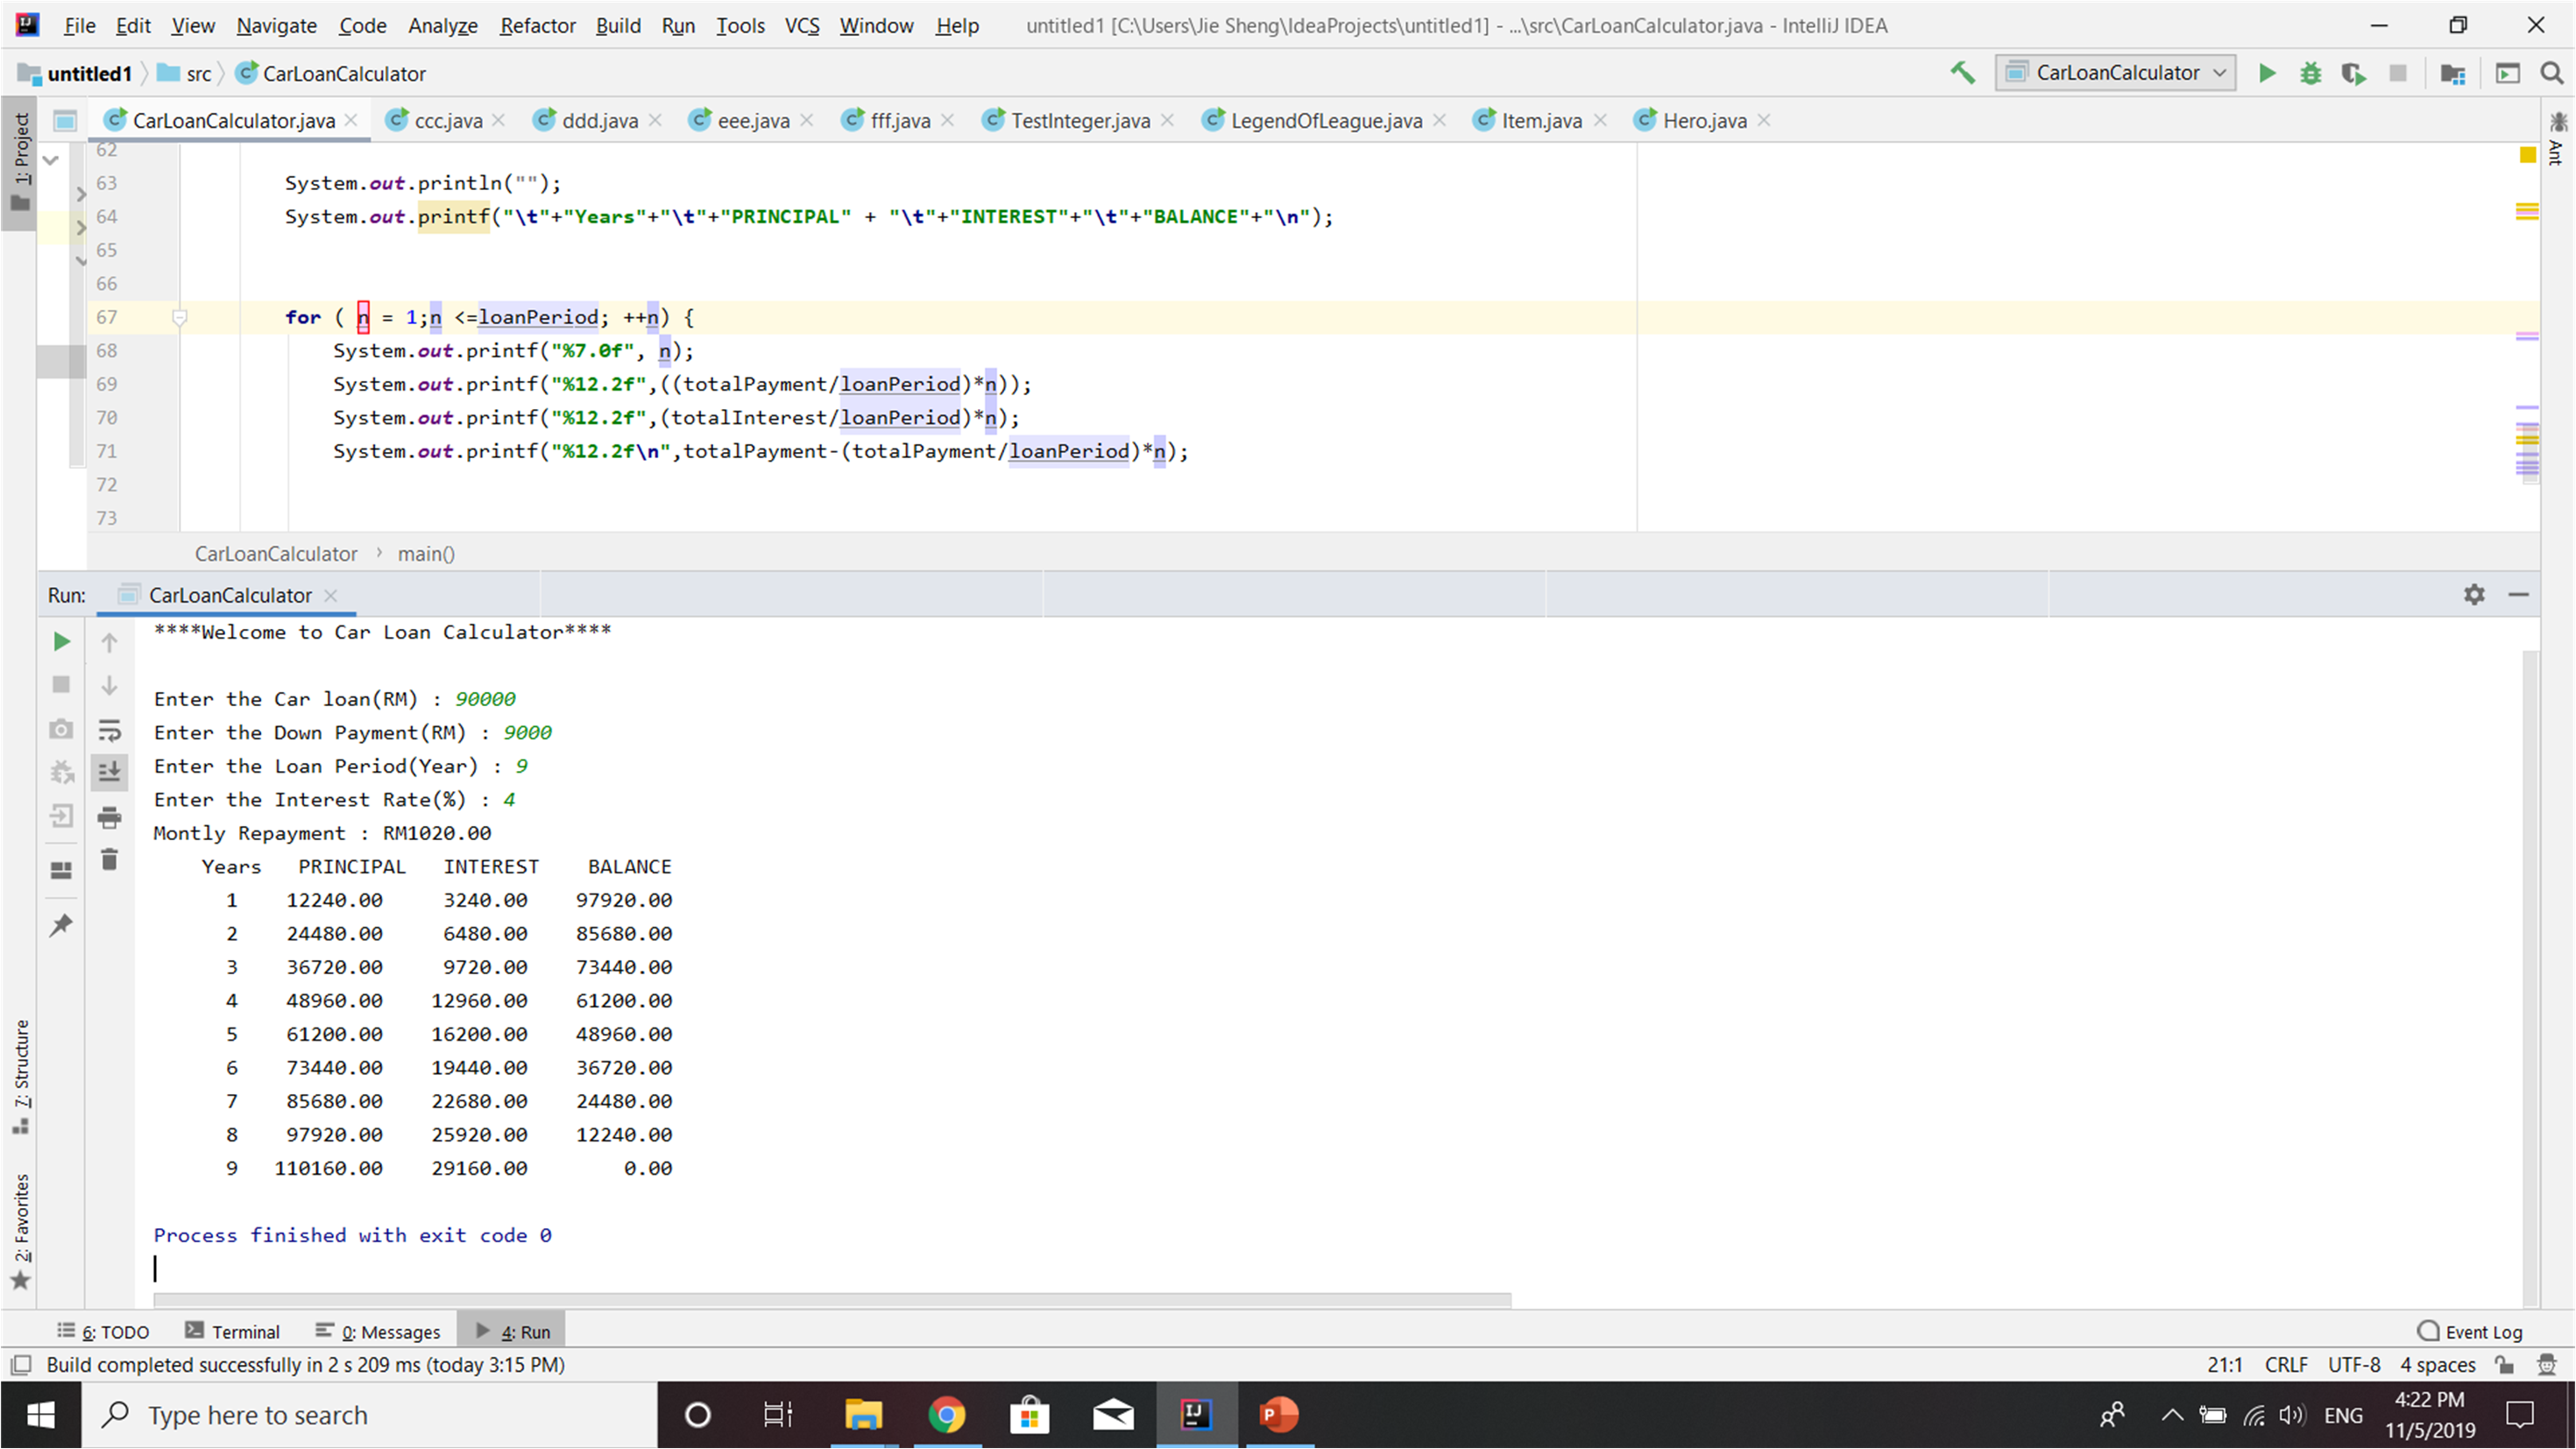 File Edit View Navigate Code Analyze Refactor Build Run Tools VCS Window Help untitled1 [C:\Users\Jie Sheng\IdeaProjects\untitled1] - ...\src\CarLoanCalculator.java - IntelliJ IDEA
untitled1 src CarLoanCalculator CarLoanCalculator
CarLoanCalculator.java ccc.java ddd.java eee.java fff.java TestInteger.java LegendOfLeague.java Item.java Hero.java
1: Project
Ant
62
63 System.out.println("");
64 System.out.printf("\t"+"Years"+"\t"+"PRINCIPAL" + "\t"+"INTEREST"+"\t"+"BALANCE"+"\n");
65
66
67 for ( n = 1;n <=loanPeriod; ++n) {
68 System.out.printf("%7.0f", n);
69 System.out.printf("%12.2f",((totalPayment/loanPeriod)*n));
70 System.out.printf("%12.2f",(totalInterest/loanPeriod)*n);
71 System.out.printf("%12.2f\n",totalPayment-(totalPayment/loanPeriod)*n);
72
73
CarLoanCalculator › main()
Run: CarLoanCalculator
****Welcome to Car Loan Calculator****
Enter the Car loan(RM) : 90000
Enter the Down Payment(RM) : 9000
Enter the Loan Period(Year) : 9
Enter the Interest Rate(%) : 4
Montly Repayment : RM1020.00
Years PRINCIPAL INTEREST BALANCE
1 12240.00 3240.00 97920.00
2 24480.00 6480.00 85680.00
3 36720.00 9720.00 73440.00
4 48960.00 12960.00 61200.00
5 61200.00 16200.00 48960.00
6 73440.00 19440.00 36720.00
7 85680.00 22680.00 24480.00
8 97920.00 25920.00 12240.00
9 110160.00 29160.00 0.00
Process finished with exit code 0
7: Structure
2: Favorites
6: TODO Terminal 0: Messages 4: Run Event Log
Build completed successfully in 2 s 209 ms (today 3:15 PM) 21:1 CRLF UTF-8 4 spaces
Type here to search
ENG
4:22 PM
11/5/2019